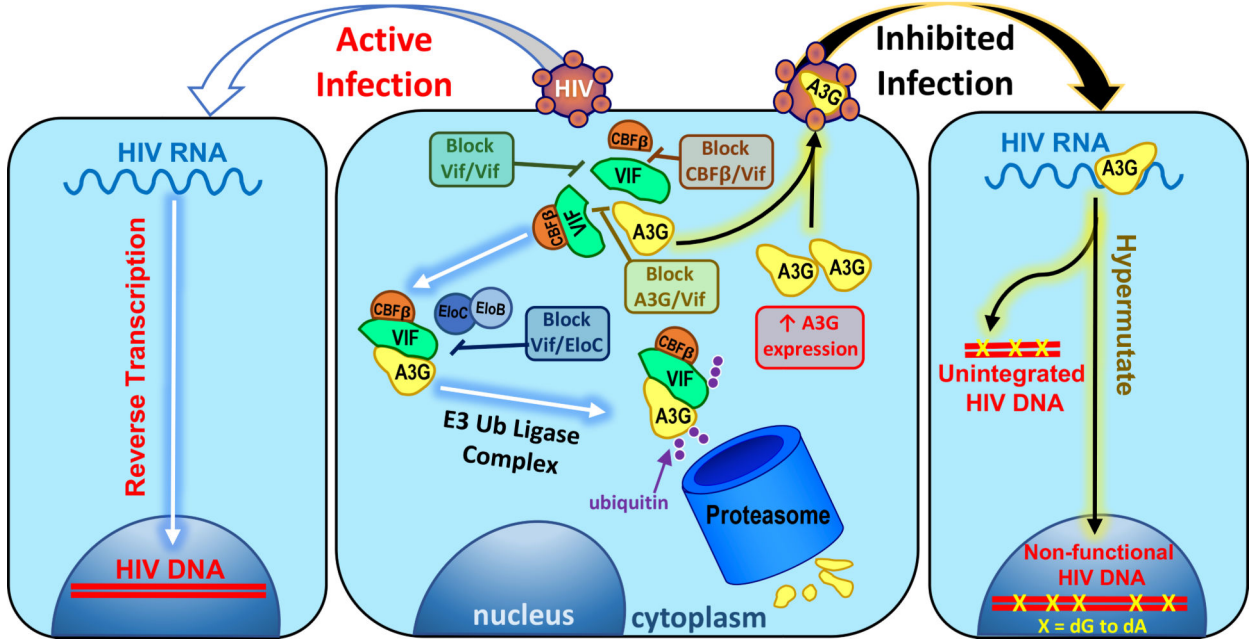 Active
Infection
HIV
A3G
Inhibited
Infection
HIV RNA
Reverse Transcription
HIV DNA
Block
Vif/Vif
CBFβ
VIF
Block
CBFβ/Vif
CBFβ
VIF
A3G
Block
A3G/Vif
A3G
A3G
↑ A3G
expression
CBFβ
VIF
A3G
EloC
EloB
Block
Vif/EloC
E3 Ub Ligase
Complex
CBFβ
VIF
A3G
ubiquitin
Proteasome
nucleus
cytoplasm
HIV RNA
A3G
Hypermutate
X X X
Unintegrated
HIV DNA
Non-functional
HIV DNA
X X X X X
X = dG to dA